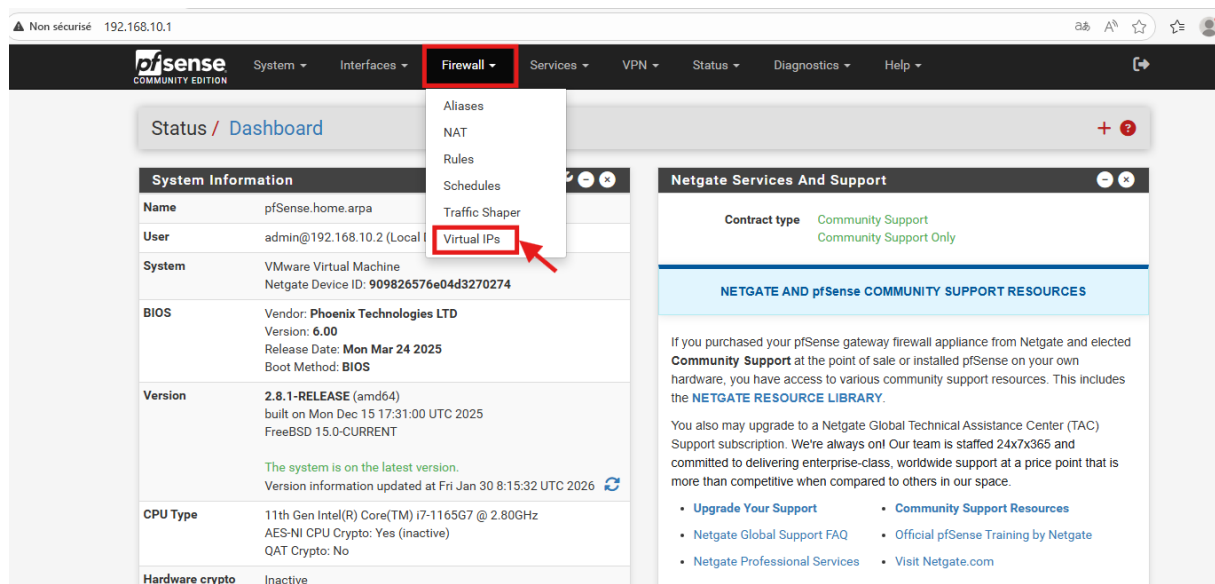 Non sécurisé 192.168.10.1
pfsense
COMMUNITY EDITION
System Interfaces Firewall Services VPN Status Diagnostics Help
Aliases
NAT
Rules
Schedules
Traffic Shaper
Virtual IPs
Status / Dashboard
System Information
Name pfSense.home.arpa
User admin@192.168.10.2 (Local
System VMware Virtual Machine
Netgate Device ID: 909826576e04d3270274
BIOS Vendor: Phoenix Technologies LTD
Version: 6.00
Release Date: Mon Mar 24 2025
Boot Method: BIOS
Version 2.8.1-RELEASE (amd64)
built on Mon Dec 15 17:31:00 UTC 2025
FreeBSD 15.0-CURRENT
The system is on the latest version.
Version information updated at Fri Jan 30 8:15:32 UTC 2026
CPU Type 11th Gen Intel(R) Core(TM) i7-1165G7 @ 2.80GHz
AES-NI CPU Crypto: Yes (inactive)
QAT Crypto: No
Hardware crypto Inactive
Netgate Services And Support
Contract type Community Support
Community Support Only
NETGATE AND pfSense COMMUNITY SUPPORT RESOURCES
If you purchased your pfSense gateway firewall appliance from Netgate and elected
Community Support at the point of sale or installed pfSense on your own
hardware, you have access to various community support resources. This includes
the NETGATE RESOURCE LIBRARY.
You also may upgrade to a Netgate Global Technical Assistance Center (TAC)
Support subscription. We're always on! Our team is staffed 24x7x365 and
committed to delivering enterprise-class, worldwide support at a price point that is
more than competitive when compared to others in our space.
Upgrade Your Support
Community Support Resources
Netgate Global Support FAQ
Official pfSense Training by Netgate
Netgate Professional Services
Visit Netgate.com